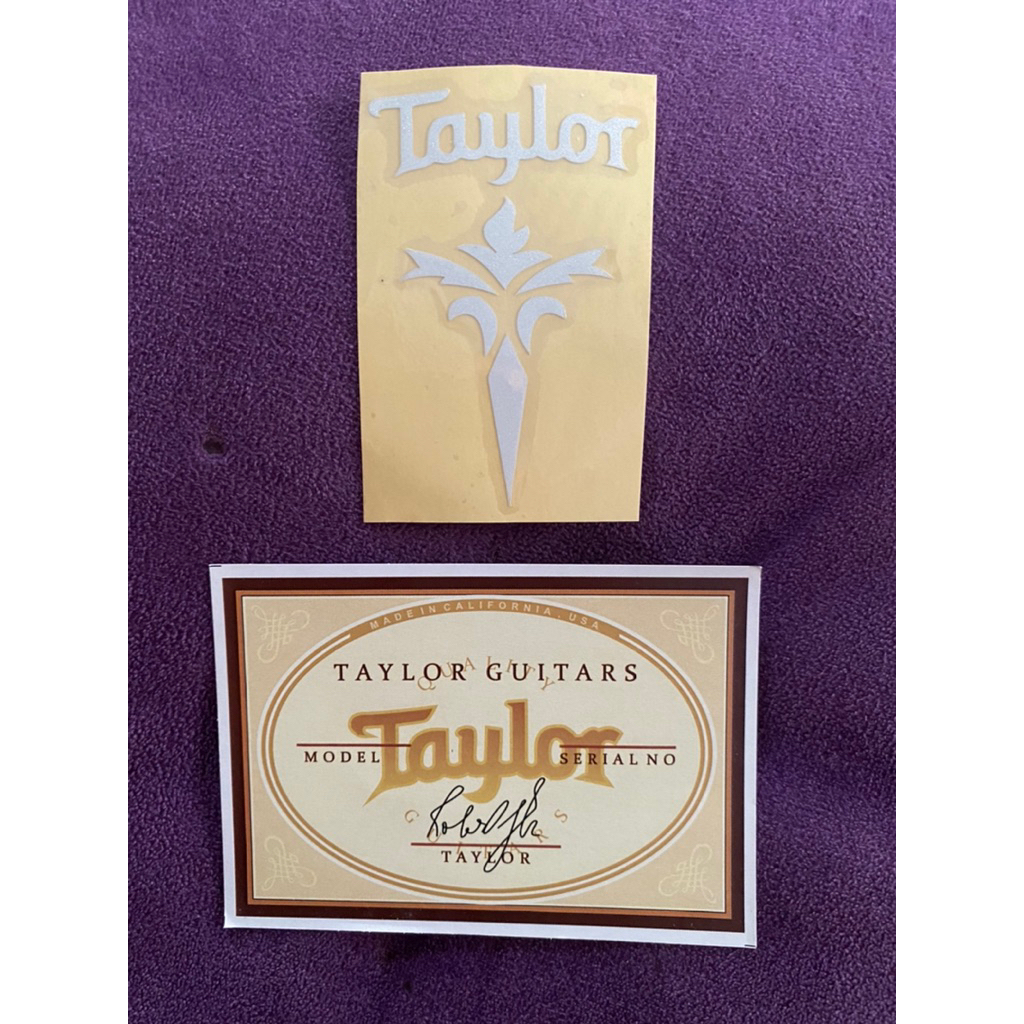 Taylor
MADE IN CALIFORNIA, USA
TAYLOR GUITARS
QUALITY
Taylor
MODEL
SERIAL NO
GUITARS
TAYLOR